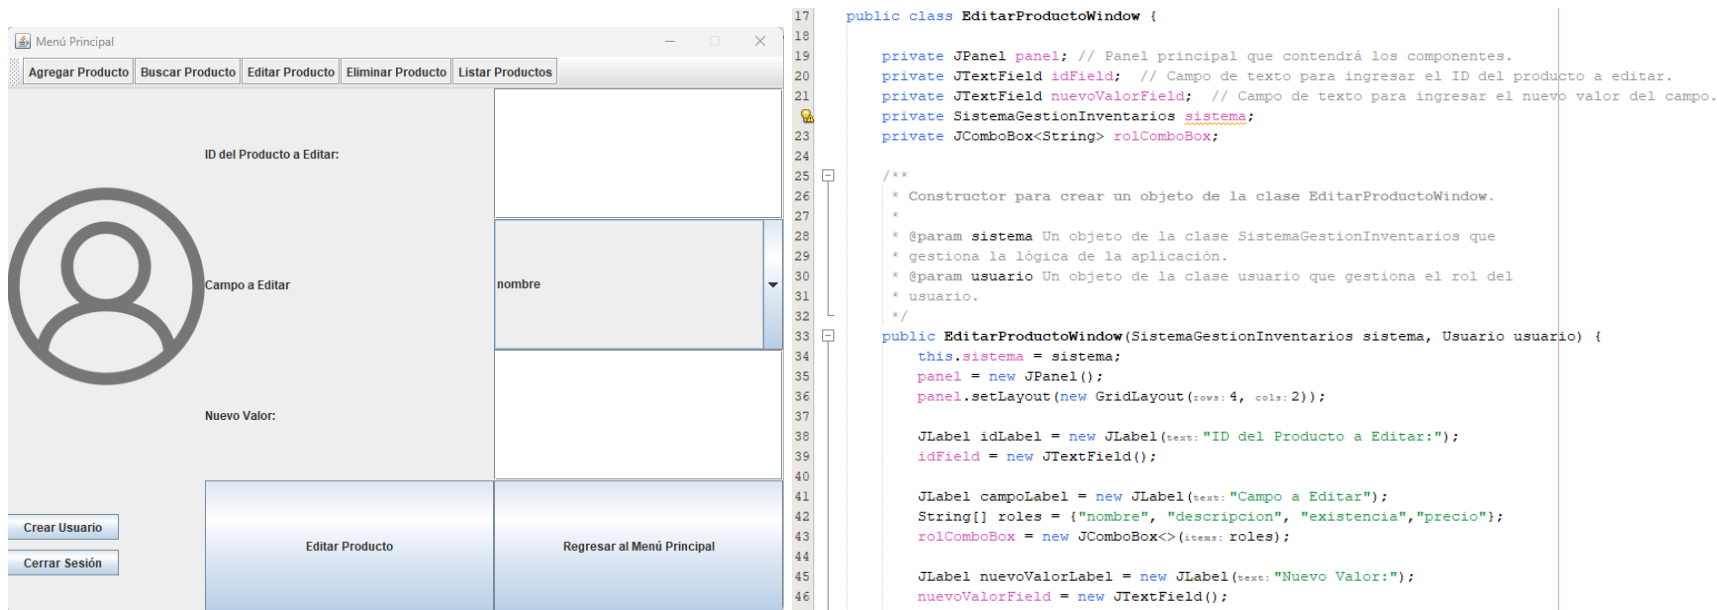 Menú Principal
Agregar Producto Buscar Producto Editar Producto Eliminar Producto Listar Productos
ID del Producto a Editar:
Campo a Editar
nombre
Nuevo Valor:
Crear Usuario
Cerrar Sesión
Editar Producto
Regresar al Menú Principal
17 public class EditarProductoWindow {
18
19 private JPanel panel; // Panel principal que contendrá los componentes.
20 private JTextField idField; // Campo de texto para ingresar el ID del producto a editar.
21 private JTextField nuevoValorField; // Campo de texto para ingresar el nuevo valor del campo.
private SistemaGestionInventarios sistema;
23 private JComboBox<String> rolComboBox;
24
25 /**
26 * Constructor para crear un objeto de la clase EditarProductoWindow.
27 *
28 * @param sistema Un objeto de la clase SistemaGestionInventarios que
29 * gestiona la lógica de la aplicación.
30 * @param usuario Un objeto de la clase usuario que gestiona el rol del
31 * usuario.
32 */
33 public EditarProductoWindow(SistemaGestionInventarios sistema, Usuario usuario) {
34 this.sistema = sistema;
35 panel = new JPanel();
36 panel.setLayout(new GridLayout(rows: 4, cols: 2));
37
38 JLabel idLabel = new JLabel(text: "ID del Producto a Editar:");
39 idField = new JTextField();
40
41 JLabel campoLabel = new JLabel(text: "Campo a Editar");
42 String[] roles = {"nombre", "descripcion", "existencia","precio"};
43 rolComboBox = new JComboBox<>(items: roles);
44
45 JLabel nuevoValorLabel = new JLabel(text: "Nuevo Valor:");
46 nuevoValorField = new JTextField();